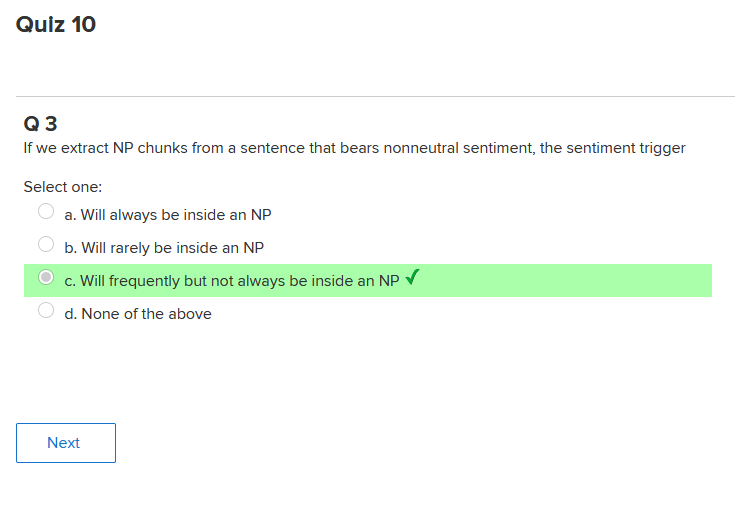 Quiz 10
Q 3
If we extract NP chunks from a sentence that bears nonneutral sentiment, the sentiment trigger
Select one:
a. Will always be inside an NP
b. Will rarely be inside an NP
c. Will frequently but not always be inside an NP ✓
d. None of the above
Next